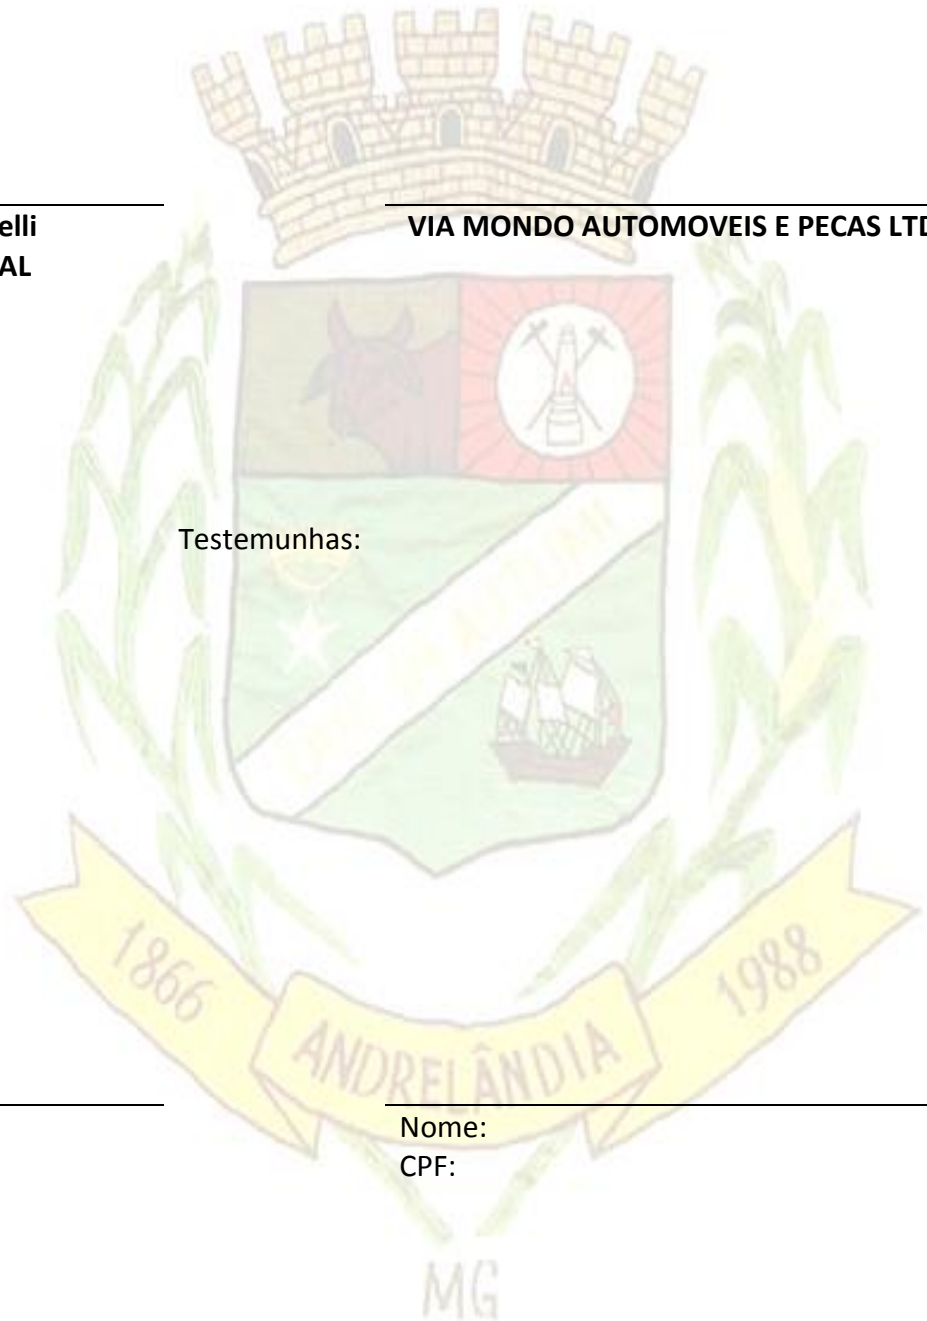 elli
AL
VIA MONDO AUTOMOVEIS E PECAS LTD
Testemunhas:
1866
ANDRELÂNDIA
1988
Nome:
CPF:
MG